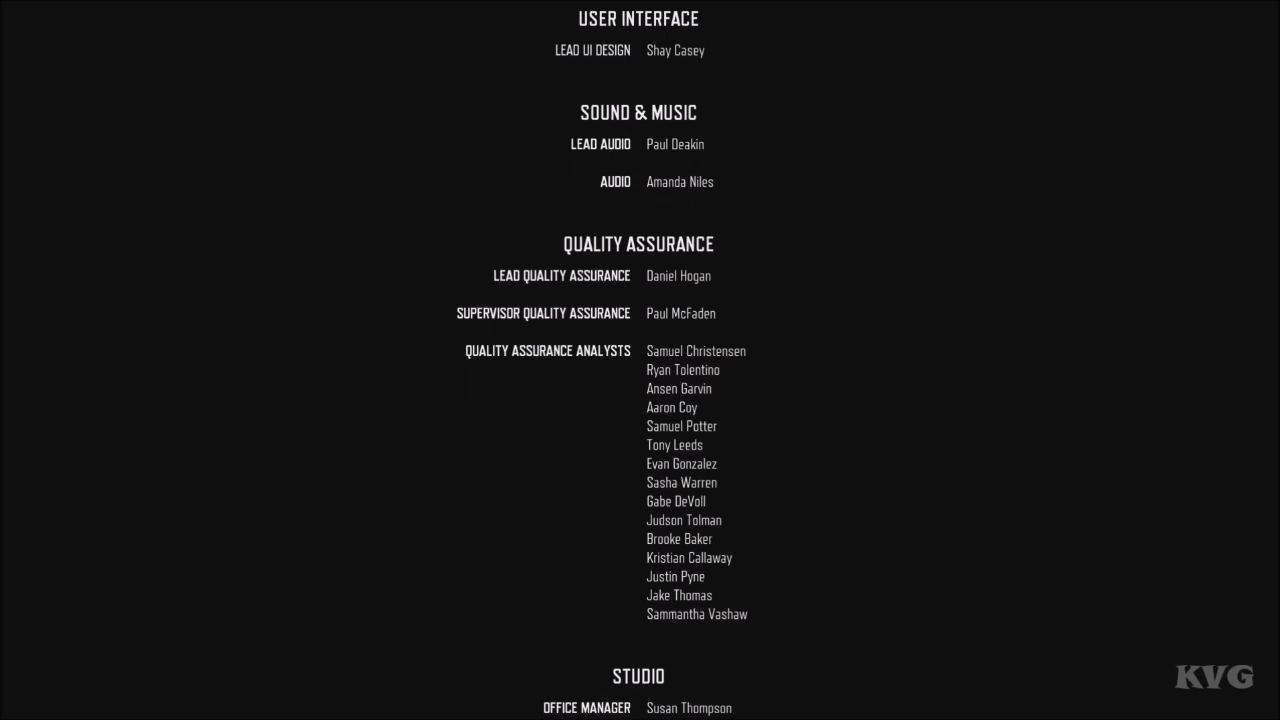 USER INTERFACE
LEAD UI DESIGN Shay Casey
SOUND & MUSIC
LEAD AUDIO Paul Deakin
AUDIO Amanda Niles
QUALITY ASSURANCE
LEAD QUALITY ASSURANCE Daniel Hogan
SUPERVISOR QUALITY ASSURANCE Paul McFaden
QUALITY ASSURANCE ANALYSTS Samuel Christensen
Ryan Tolentino
Ansen Garvin
Aaron Coy
Samuel Potter
Tony Leeds
Evan Gonzalez
Sasha Warren
Gabe DeVoll
Judson Tolman
Brooke Baker
Kristian Callaway
Justin Pyne
Jake Thomas
Sammantha Vashaw
STUDIO
OFFICE MANAGER Susan Thompson
KVG